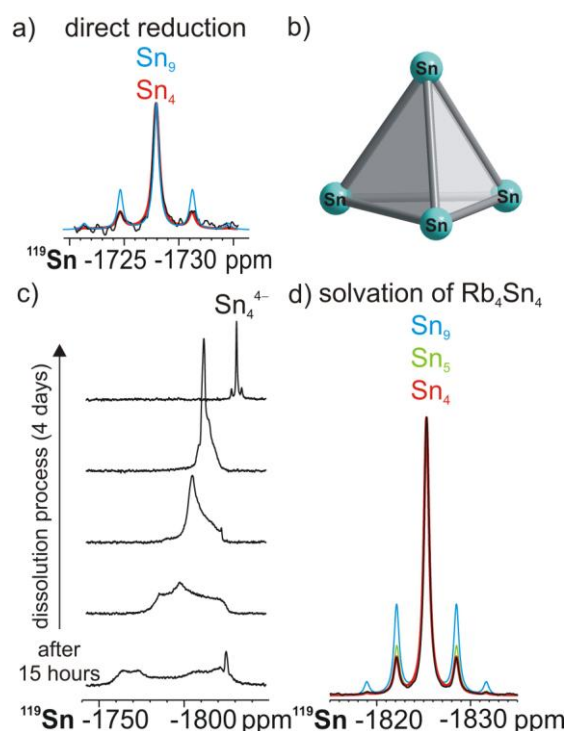 a) direct reduction
Sn₉
Sn₄
¹¹⁹Sn -1725 -1730 ppm
b)
Sn
Sn
Sn
Sn
c)
Sn₄⁴⁻
dissolution process (4 days)
after
15 hours
¹¹⁹Sn -1750 -1800 ppm
d) solvation of Rb₄Sn₄
Sn₉
Sn₅
Sn₄
¹¹⁹Sn -1820 -1830 ppm